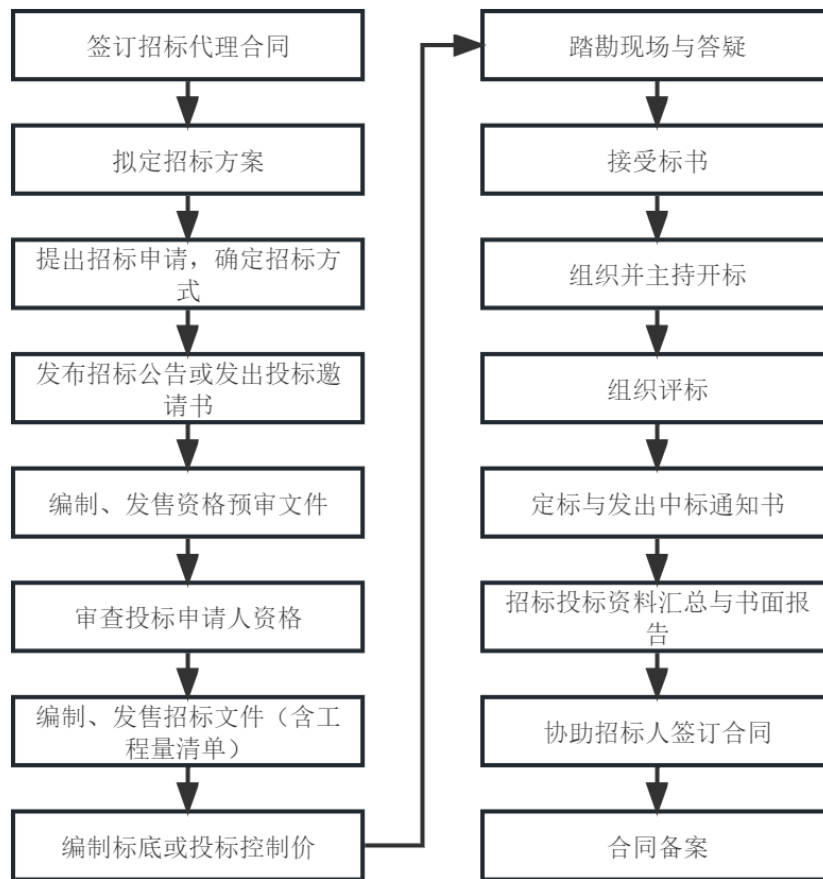 签订招标代理合同
拟定招标方案
提出招标申请，确定招标方
式
发布招标公告或发出投标邀
请书
编制、发售资格预审文件
审查投标申请人资格
编制、发售招标文件（含工
程量清单）
编制标底或投标控制价
踏勘现场与答疑
接受标书
组织并主持开标
组织评标
定标与发出中标通知书
招标投标资料汇总与书面报
告
协助招标人签订合同
合同备案